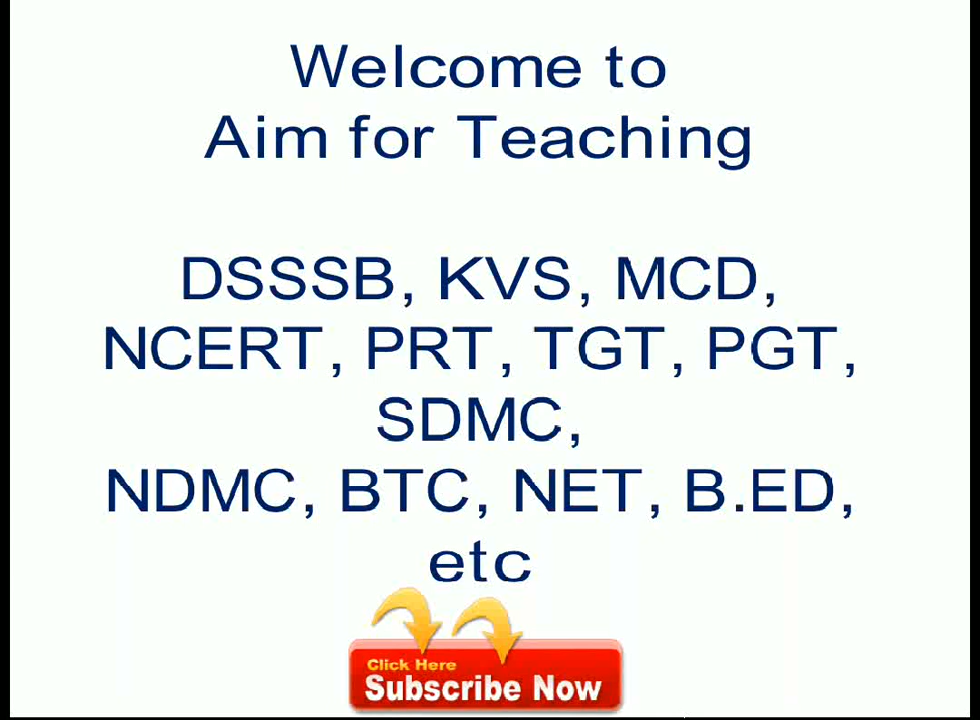 Welcome to
Aim for Teaching
DSSSB, KVS, MCD,
NCERT, PRT, TGT, PGT,
SDMC,
NDMC, BTC, NET, B.ED,
etc
Click Here
Subscribe Now